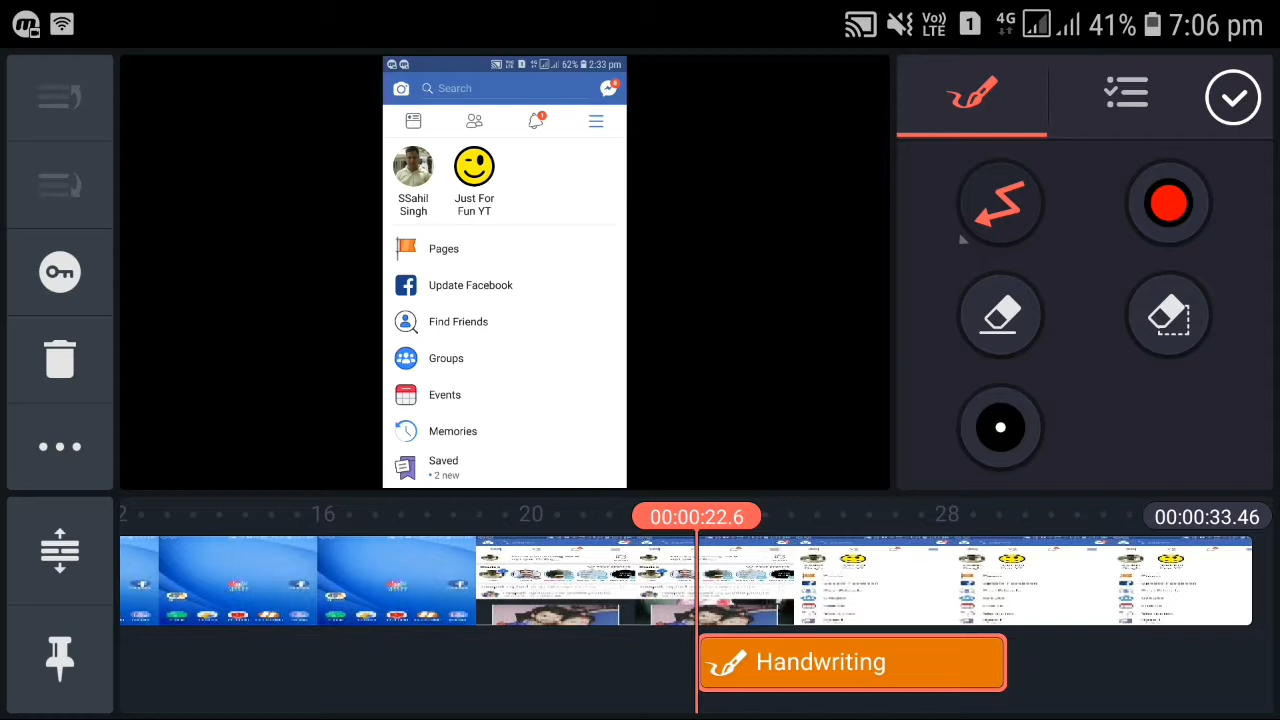 Vo)) LTE 1 4G 41% 7:06 pm
62% 2:33 pm
Search
SSahil Singh
Just For Fun YT
Pages
Update Facebook
Find Friends
Groups
Events
Memories
Saved
• 2 new
2 16 20 00:00:22.6 28 00:00:33.46
Handwriting